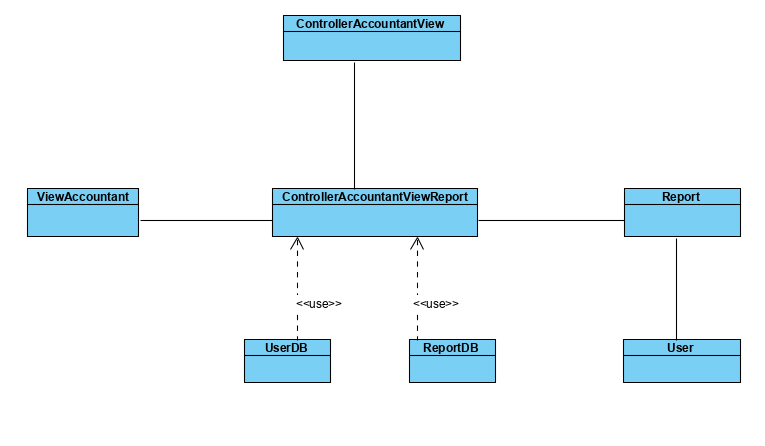 ControllerAccountantView
ViewAccountant
ControllerAccountantViewReport
Report
<<use>>
<<use>>
UserDB
ReportDB
User